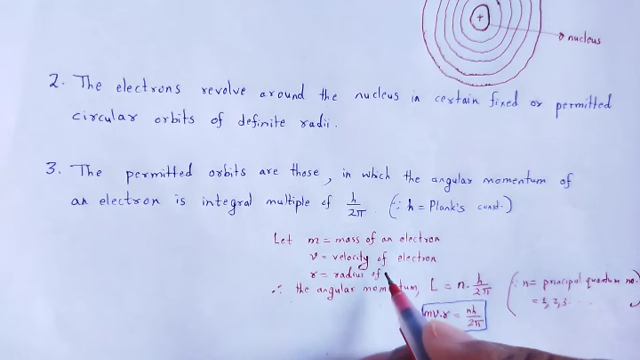 +
nucleus
2. The electrons revolve around the nucleus in certain fixed or permitted
circular orbits of definite radii.
3. The permitted orbits are those, in which the angular momentum of
an electron is integral multiple of h/2π (∵ h = Plank's const.)
Let m = mass of an electron
v = velocity of electron
r = radius of
∴ the angular momentum, L = n. h/2π (∵ n = principal quantum no.
= 1, 2, 3 . . . .
mv.r = nh/2π